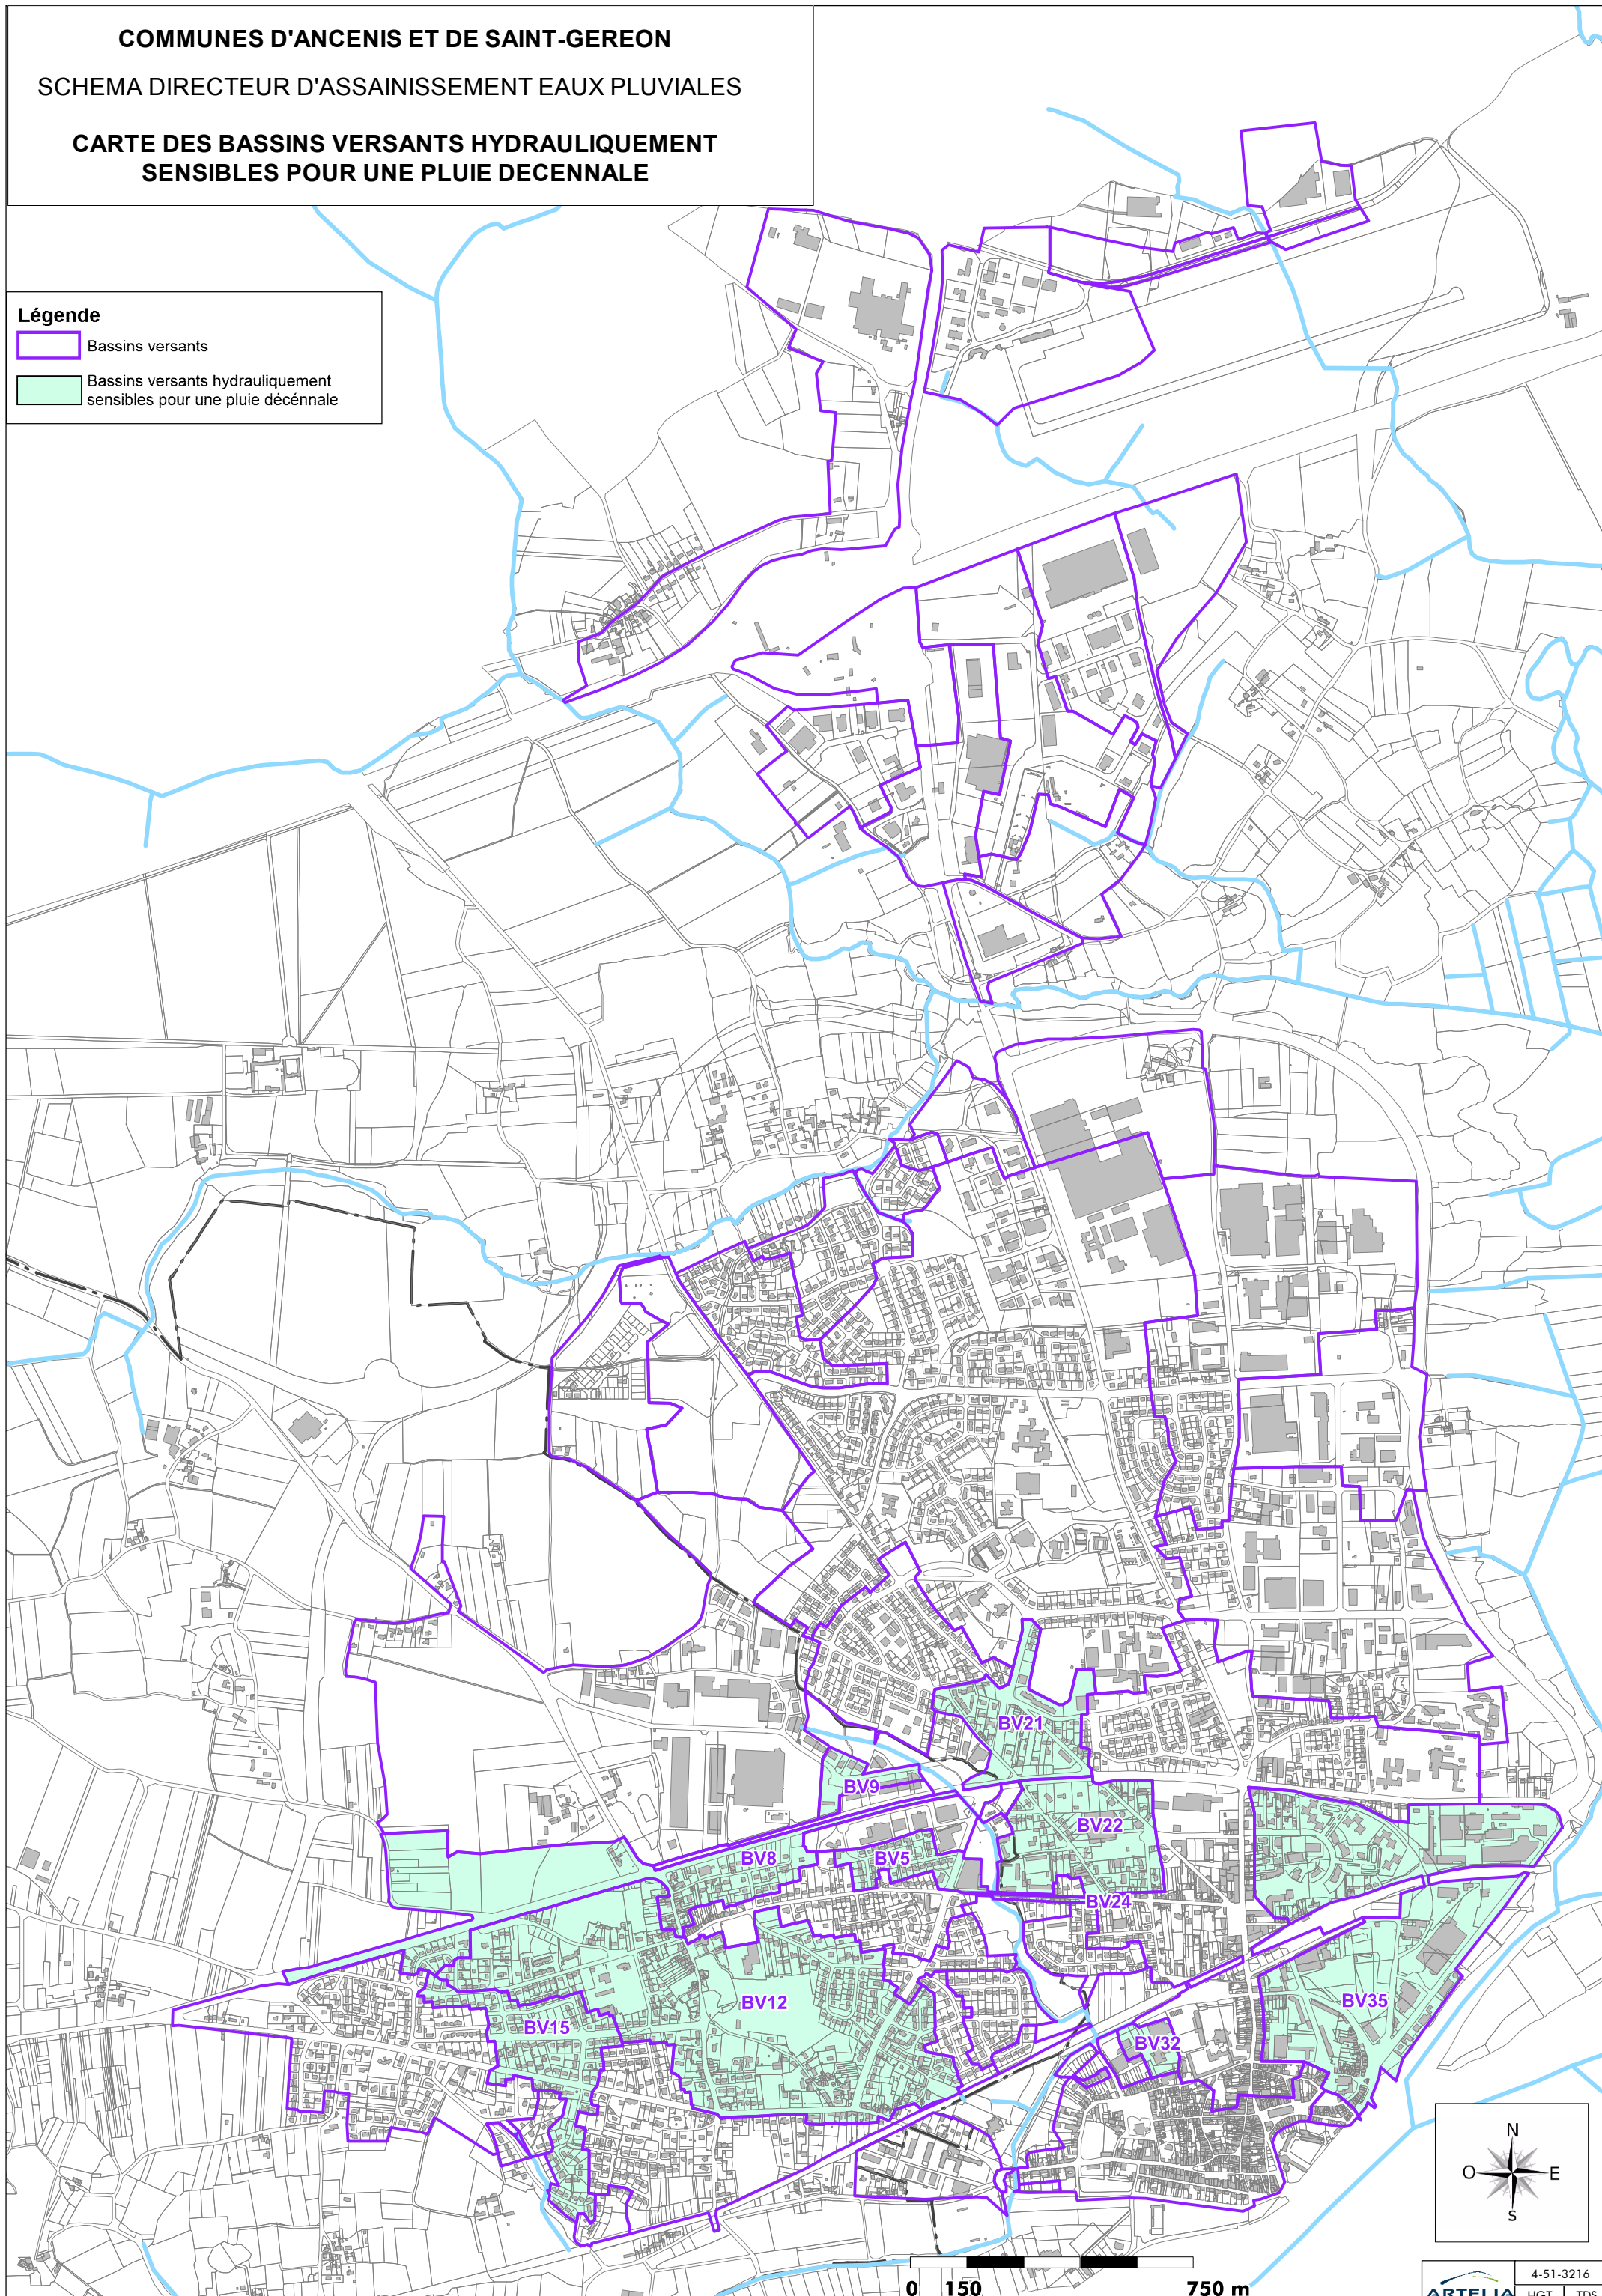 COMMUNES D'ANCENIS ET DE SAINT-GEREON
SCHEMA DIRECTEUR D'ASSAINISSEMENT EAUX PLUVIALES
CARTE DES BASSINS VERSANTS HYDRAULIQUEMENT
SENSIBLES POUR UNE PLUIE DECENNALE
Légende
Bassins versants
Bassins versants hydrauliquement
sensibles pour une pluie décénnale
BV21
BV9
BV22
BV8
BV5
BV24
BV12
BV35
BV15
BV32
N
O
E
S
0 150 750 m
ARTELIA
4-51-3216
HGT TDS